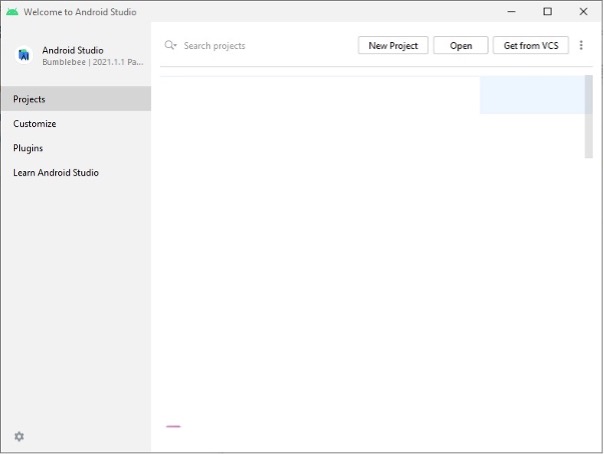 Welcome to Android Studio
Android Studio
Bumblebee | 2021.1.1 Pa...
Search projects
New Project
Open
Get from VCS
Projects
Customize
Plugins
Learn Android Studio